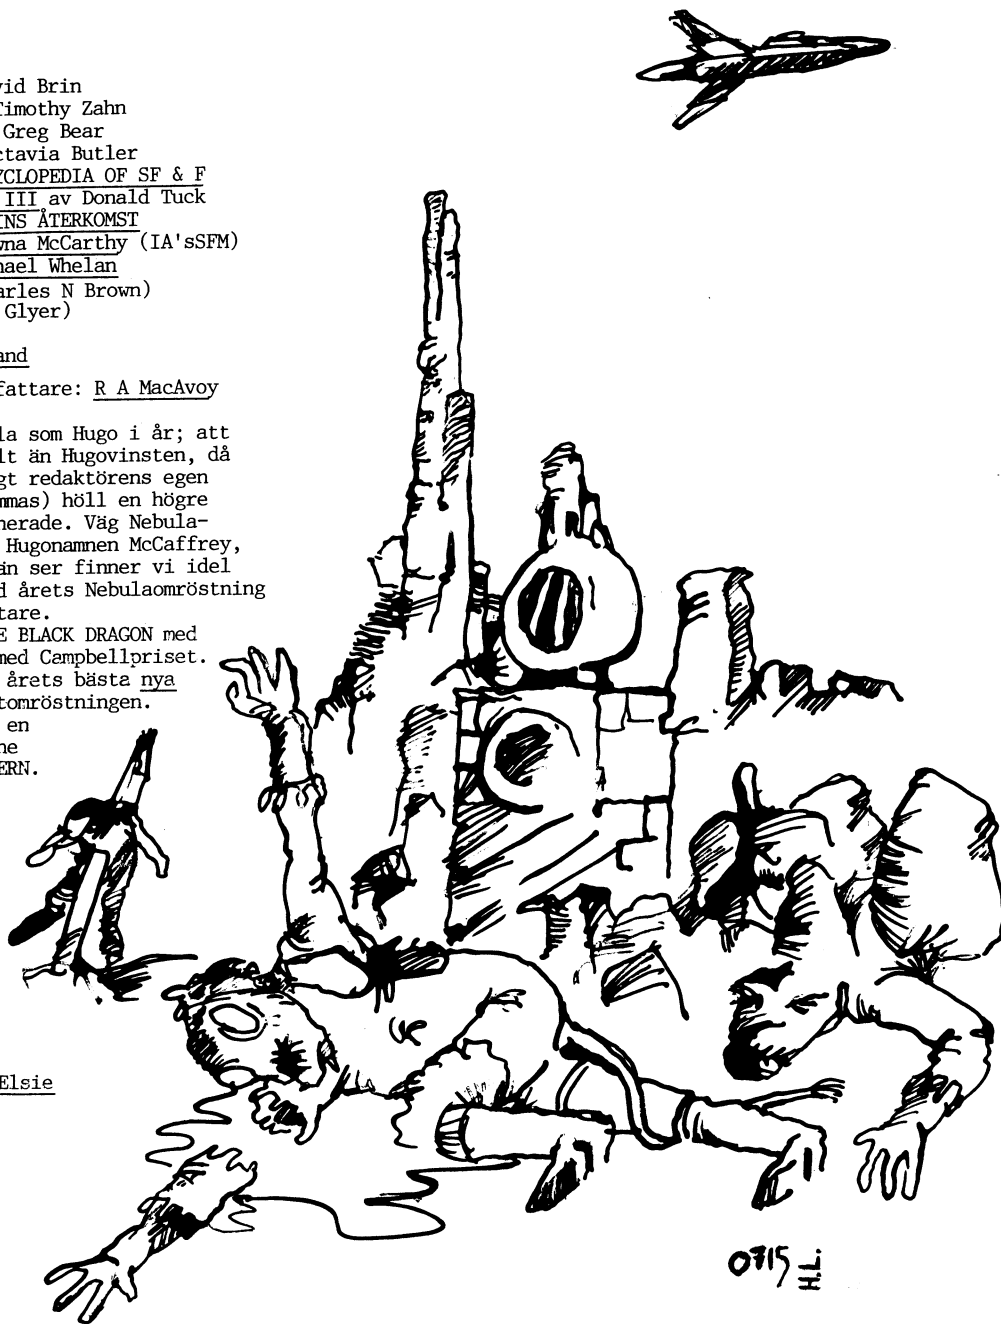 vid Brin
Timothy Zahn
Greg Bear
ctavia Butler
YCLOPEDIA OF SF & F
III av Donald Tuck
INS ÅTERKOMST
wna McCarthy (IA'sSFM)
hael Whelan
arles N Brown)
Glyer)
and
fattare: R A MacAvoy
la som Hugo i år; att
lt än Hugovinsten, då
gt redaktörens egen
mmas) höll en högre
nerade. Väg Nebula-
Hugonamnen McCaffrey,
än ser finner vi idel
d årets Nebulaomröstning
tare.
E BLACK DRAGON med
med Campbellpriset.
årets bästa nya
tomröstningen.
en
ne
ERN.
Elsie
0715
H.L.